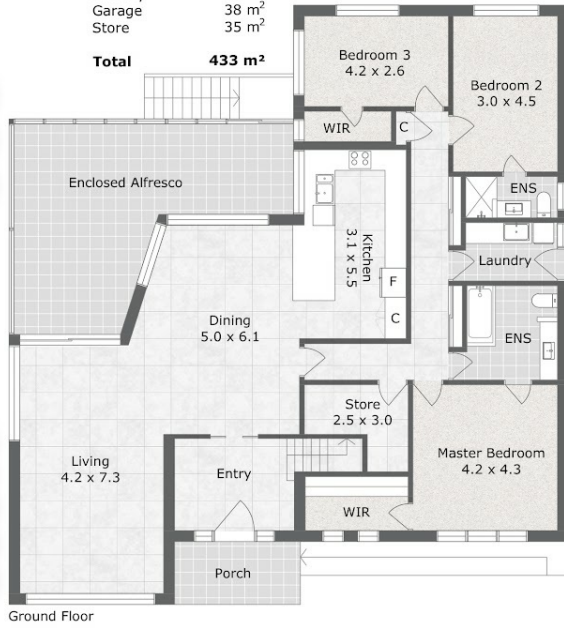 Garage 38 m²
Store 35 m²
Total 433 m²
Bedroom 3
4.2 x 2.6
Bedroom 2
3.0 x 4.5
WIR
C
Enclosed Alfresco
ENS
Kitchen
3.1 x 5.5
Laundry
F
C
Dining
5.0 x 6.1
ENS
Store
2.5 x 3.0
Living
4.2 x 7.3
Entry
Master Bedroom
4.2 x 4.3
WIR
Porch
Ground Floor